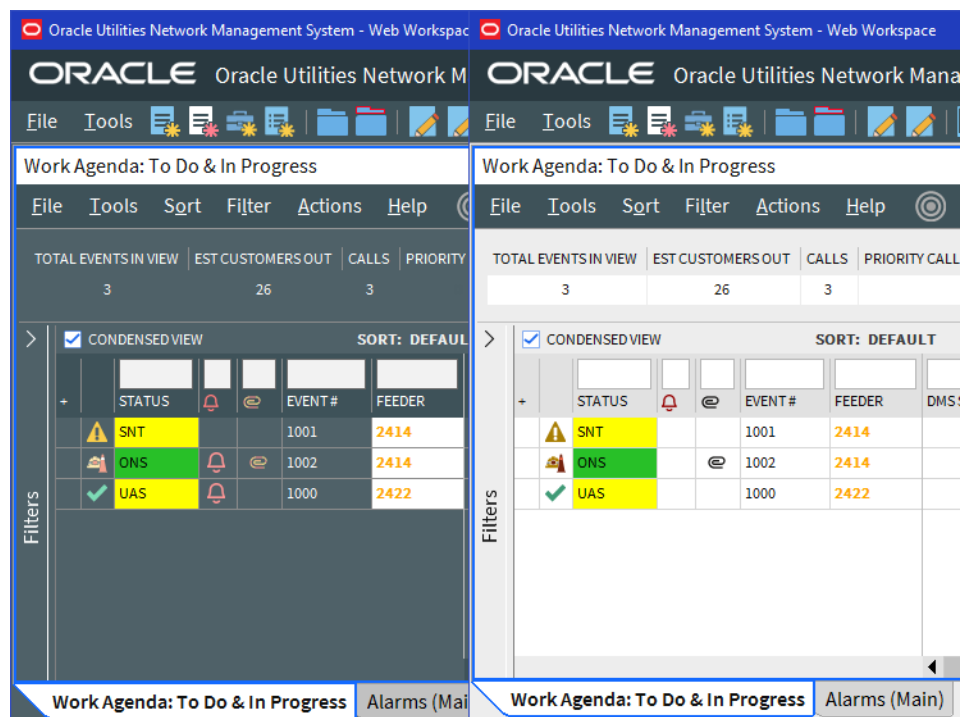 Oracle Utilities Network Management System - Web Workspac
ORACLE Oracle Utilities Network M
File Tools
Work Agenda: To Do & In Progress
File Tools Sort Filter Actions Help
TOTAL EVENTS IN VIEW EST CUSTOMERS OUT CALLS PRIORITY
3 26 3
CONDENSED VIEW SORT: DEFAUL
+ STATUS EVENT # FEEDER
SNT 1001 2414
ONS 1002 2414
UAS 1000 2422
Filters
Work Agenda: To Do & In Progress Alarms (Mai
Oracle Utilities Network Management System - Web Workspace
ORACLE Oracle Utilities Network Mana
File Tools
Work Agenda: To Do & In Progress
File Tools Sort Filter Actions Help
TOTAL EVENTS IN VIEW EST CUSTOMERS OUT CALLS PRIORITY CALL
3 26 3
CONDENSED VIEW SORT: DEFAULT
+ STATUS EVENT # FEEDER DMS S
SNT 1001 2414
ONS 1002 2414
UAS 1000 2422
Filters
Work Agenda: To Do & In Progress Alarms (Main)